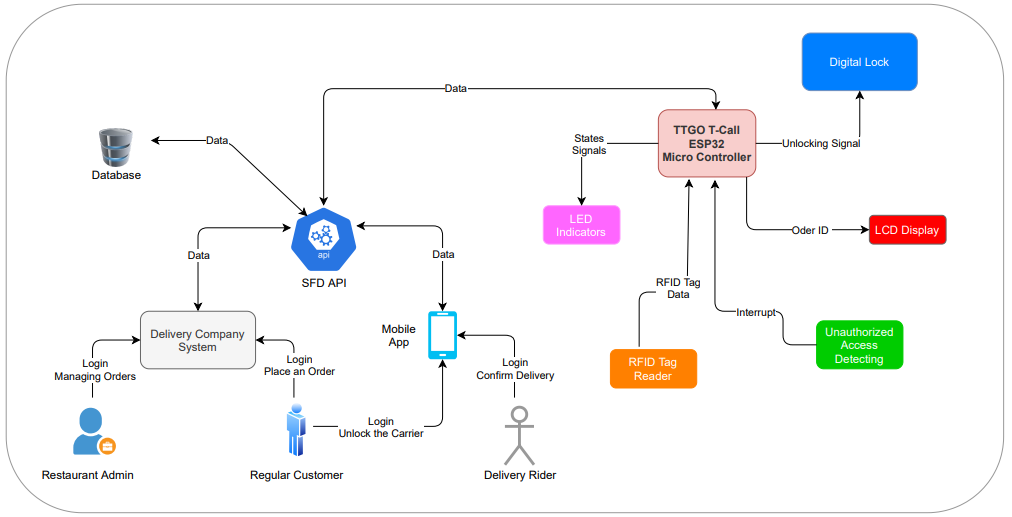 Digital Lock
Data
TTGO T-Call
ESP32
Micro Controller
States
Signals
Unlocking Signal
Data
Database
LED
Indicators
Oder ID
LCD Display
api
SFD API
Data
Data
RFID Tag
Data
Interrupt
Delivery Company
System
Mobile
App
Unauthorized
Access
Detecting
RFID Tag
Reader
Login
Managing Orders
Login
Place an Order
Login
Confirm Delivery
Login
Unlock the Carrier
Restaurant Admin
Regular Customer
Delivery Rider